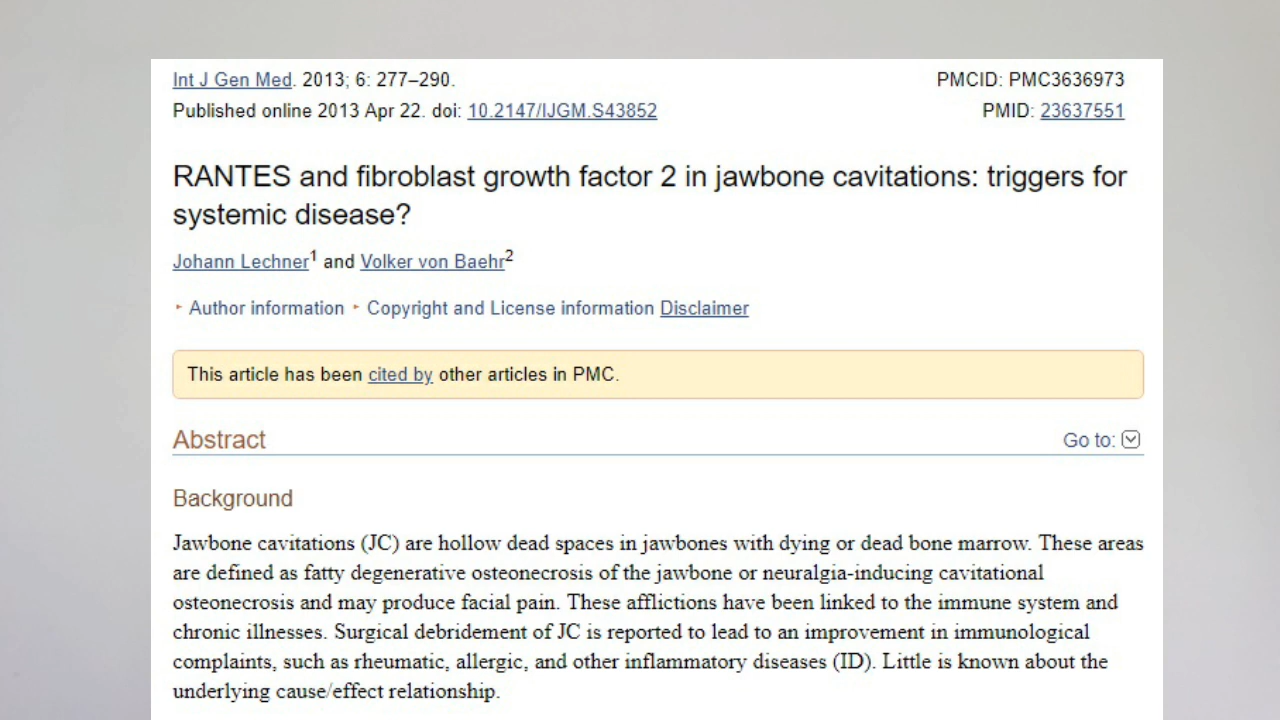 Int J Gen Med. 2013; 6: 277–290. PMCID: PMC3636973
Published online 2013 Apr 22. doi: 10.2147/IJGM.S43852 PMID: 23637551
RANTES and fibroblast growth factor 2 in jawbone cavitations: triggers for
systemic disease?
Johann Lechner1 and Volker von Baehr2
Author information Copyright and License information Disclaimer
This article has been cited by other articles in PMC.
Abstract Go to:
Background
Jawbone cavitations (JC) are hollow dead spaces in jawbones with dying or dead bone marrow. These areas
are defined as fatty degenerative osteonecrosis of the jawbone or neuralgia-inducing cavitational
osteonecrosis and may produce facial pain. These afflictions have been linked to the immune system and
chronic illnesses. Surgical debridement of JC is reported to lead to an improvement in immunological
complaints, such as rheumatic, allergic, and other inflammatory diseases (ID). Little is known about the
underlying cause/effect relationship.